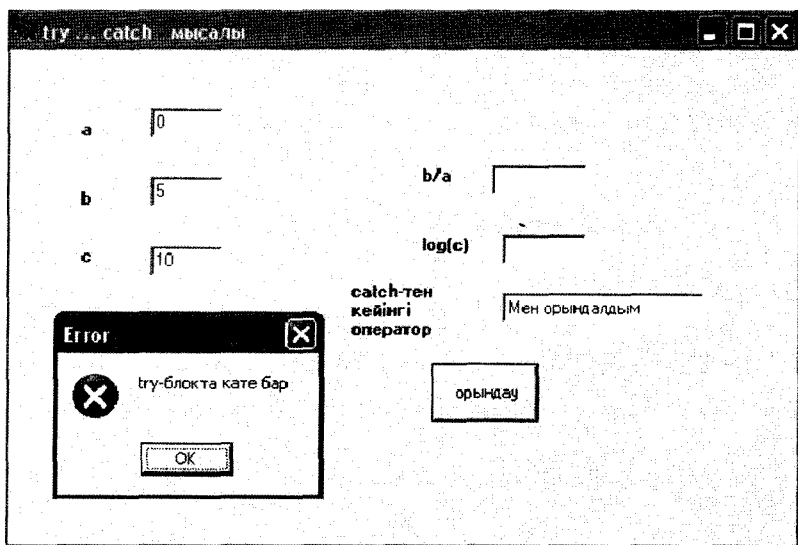 try ... catch мысалы
a
0
b
5
c
10
b/a
log(c)
catch-тен
кейінгі
оператор
Мен орындалдым
орындау
Error
try-блокта кате бар
OK